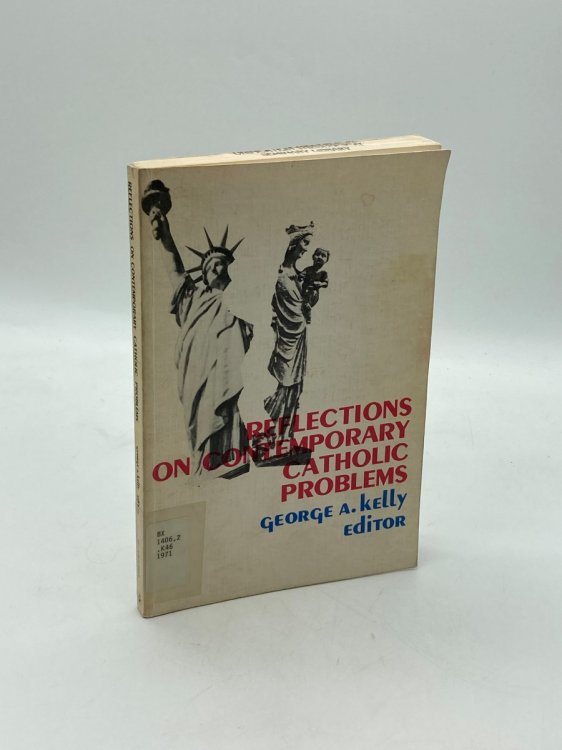 REFLECTIONS
ON CONTEMPORARY
CATHOLIC
PROBLEMS
GEORGE A. Kelly
EDITOR
BX
1406.2
.K46
1971
REFLECTIONS ON CONTEMPORARY CATHOLIC PROBLEMS